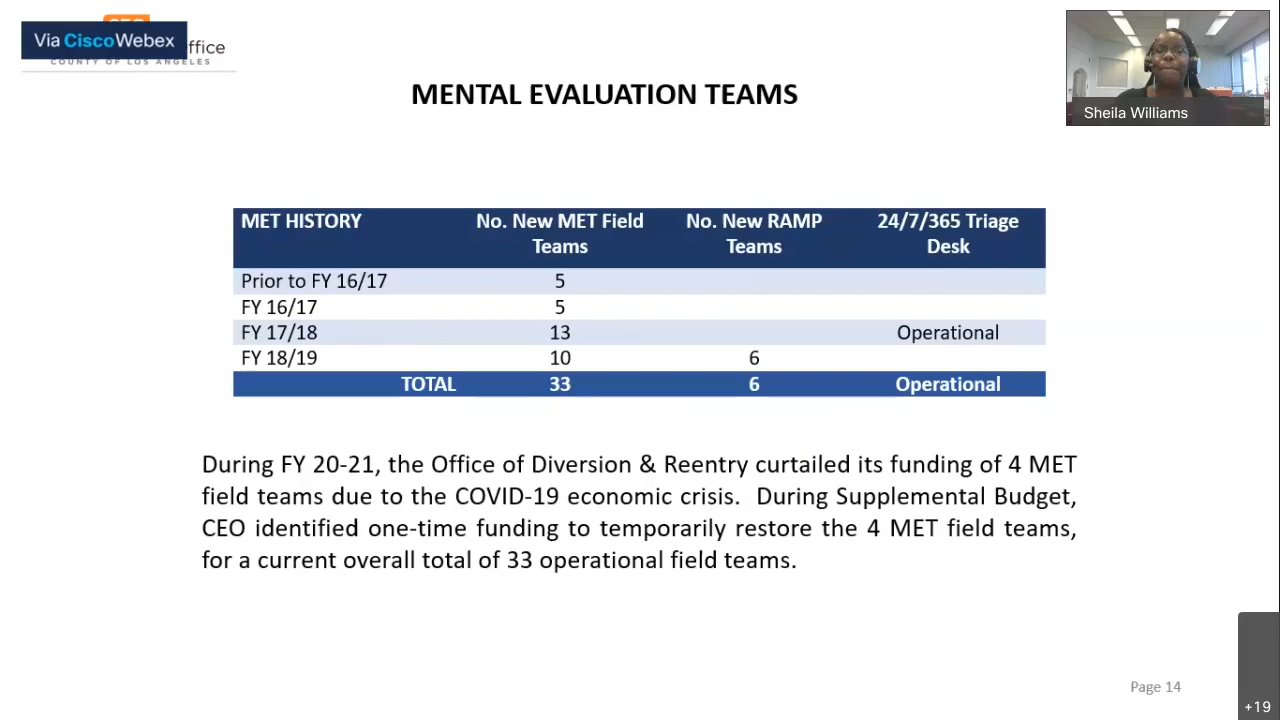 CEO
Via Cisco Webex
ffice
COUNTY OF LOS ANGELES
Sheila Williams
MENTAL EVALUATION TEAMS
MET HISTORY No. New MET Field Teams No. New RAMP Teams 24/7/365 Triage Desk
Prior to FY 16/17 5
FY 16/17 5
FY 17/18 13 Operational
FY 18/19 10 6
TOTAL 33 6 Operational
During FY 20-21, the Office of Diversion & Reentry curtailed its funding of 4 MET
field teams due to the COVID-19 economic crisis. During Supplemental Budget,
CEO identified one-time funding to temporarily restore the 4 MET field teams,
for a current overall total of 33 operational field teams.
Page 14
+19